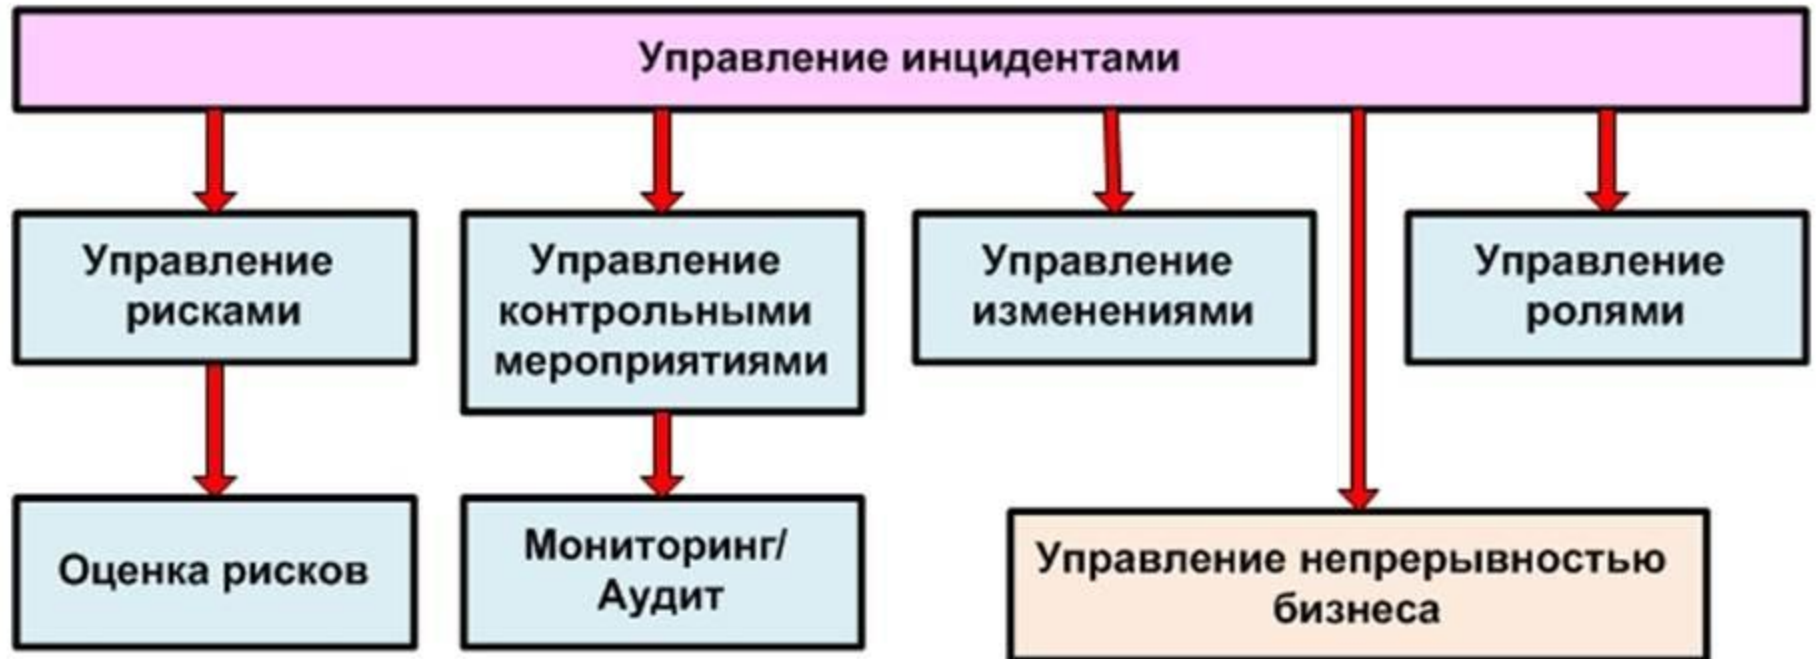 Управление инцидентами
Управление
рисками
Управление
контрольными
мероприятиями
Управление
изменениями
Управление
ролями
Оценка рисков
Мониторинг/
Аудит
Управление непрерывностью
бизнеса